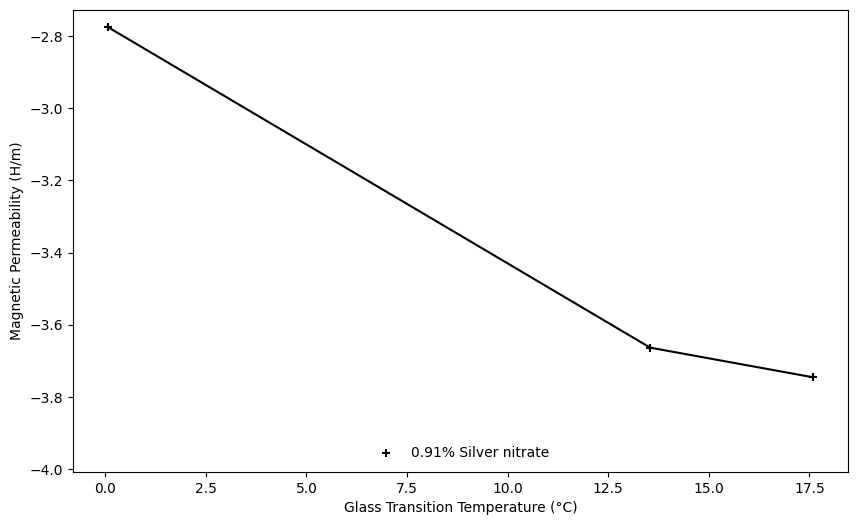 −2.8
−3.0
−3.2
−3.4
−3.6
−3.8
−4.0
Magnetic Permeability (H/m)
0.91% Silver nitrate
0.0 2.5 5.0 7.5 10.0 12.5 15.0 17.5
Glass Transition Temperature (°C)